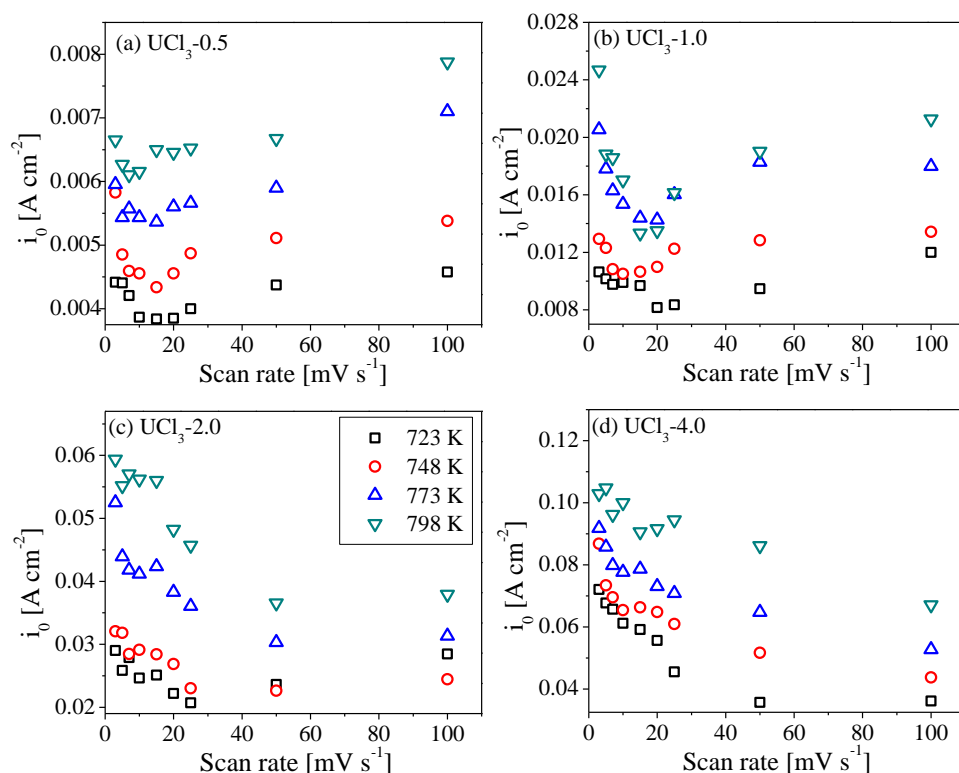 (a) UCl3-0.5
0.008
0.007
0.006
0.005
0.004
i0 [A cm-2]
0 20 40 60 80 100
Scan rate [mV s-1]
(b) UCl3-1.0
0.024
0.020
0.016
0.012
0.008
i0 [A cm-2]
0 20 40 60 80 100
Scan rate [mV s-1]
(c) UCl3-2.0
0.06
0.05
0.04
0.03
0.02
i0 [A cm-2]
723 K
748 K
773 K
798 K
0 20 40 60 80 100
Scan rate [mV s-1]
(d) UCl3-4.0
0.12
0.10
0.08
0.06
0.04
i0 [A cm-2]
0 20 40 60 80 100
Scan rate [mV s-1]